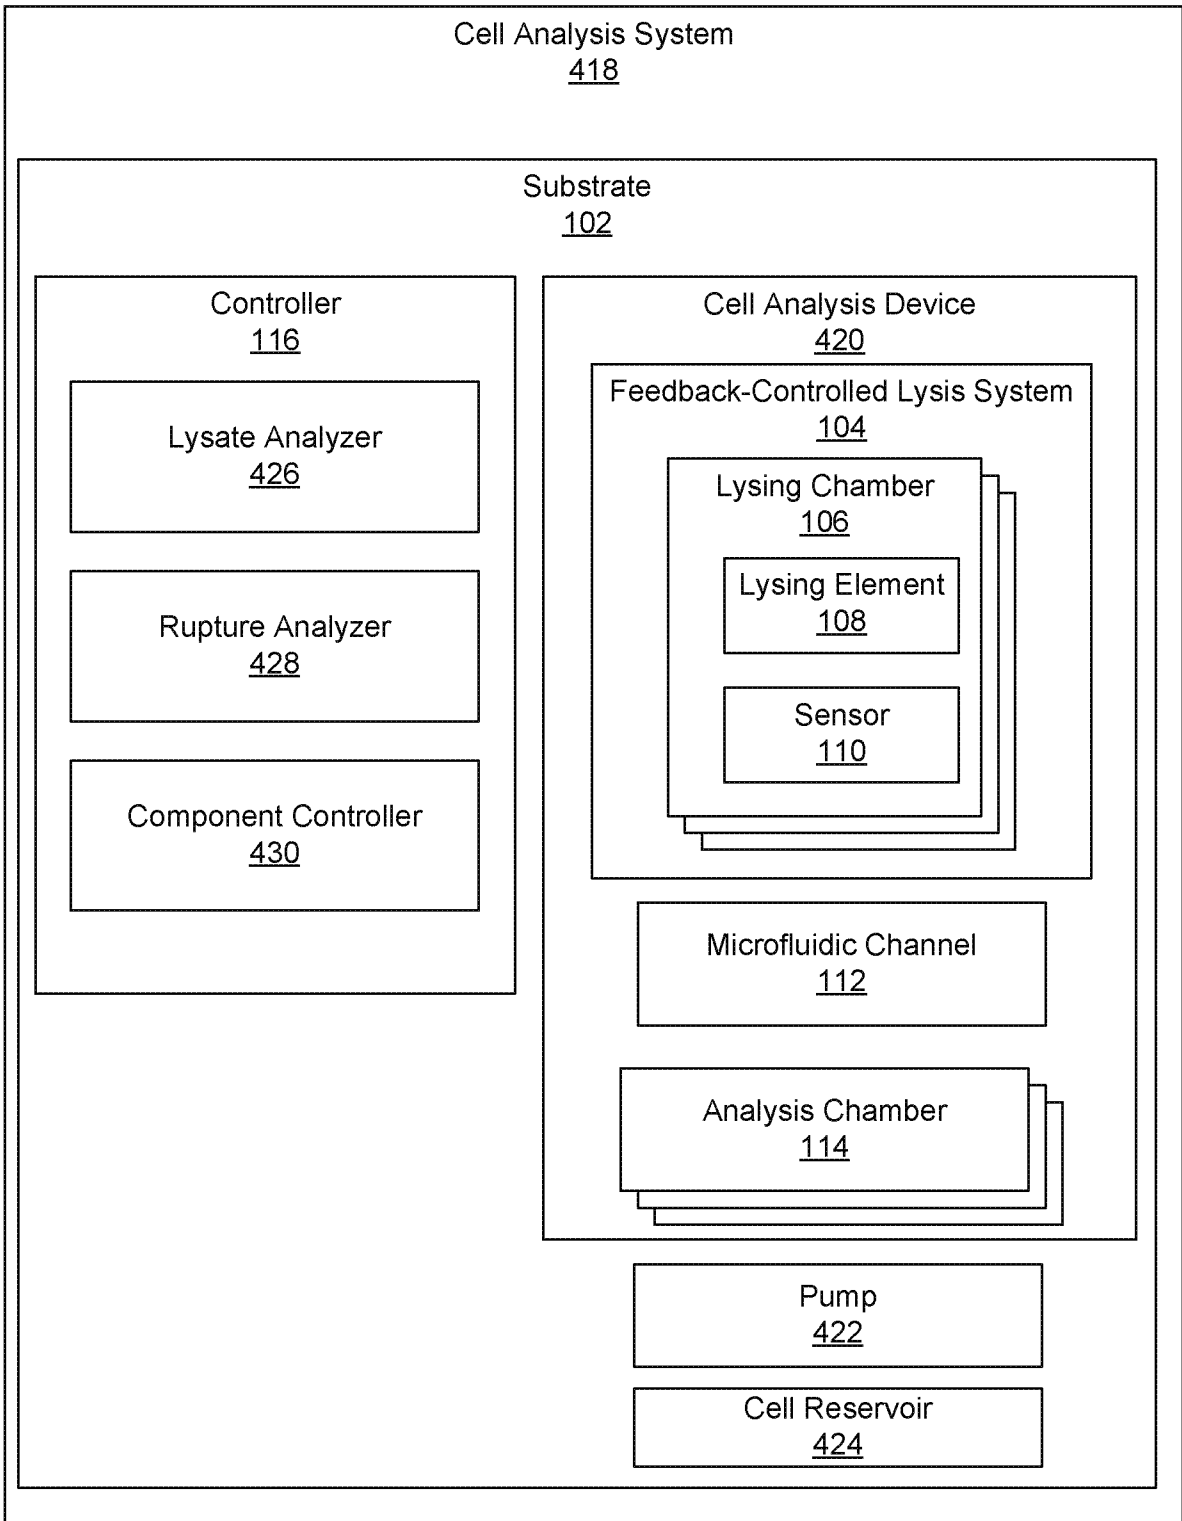 Cell Analysis System
418
Substrate
102
Controller
116
Lysate Analyzer
426
Rupture Analyzer
428
Component Controller
430
Cell Analysis Device
420
Feedback-Controlled Lysis System
104
Lysing Chamber
106
Lysing Element
108
Sensor
110
Microfluidic Channel
112
Analysis Chamber
114
Pump
422
Cell Reservoir
424